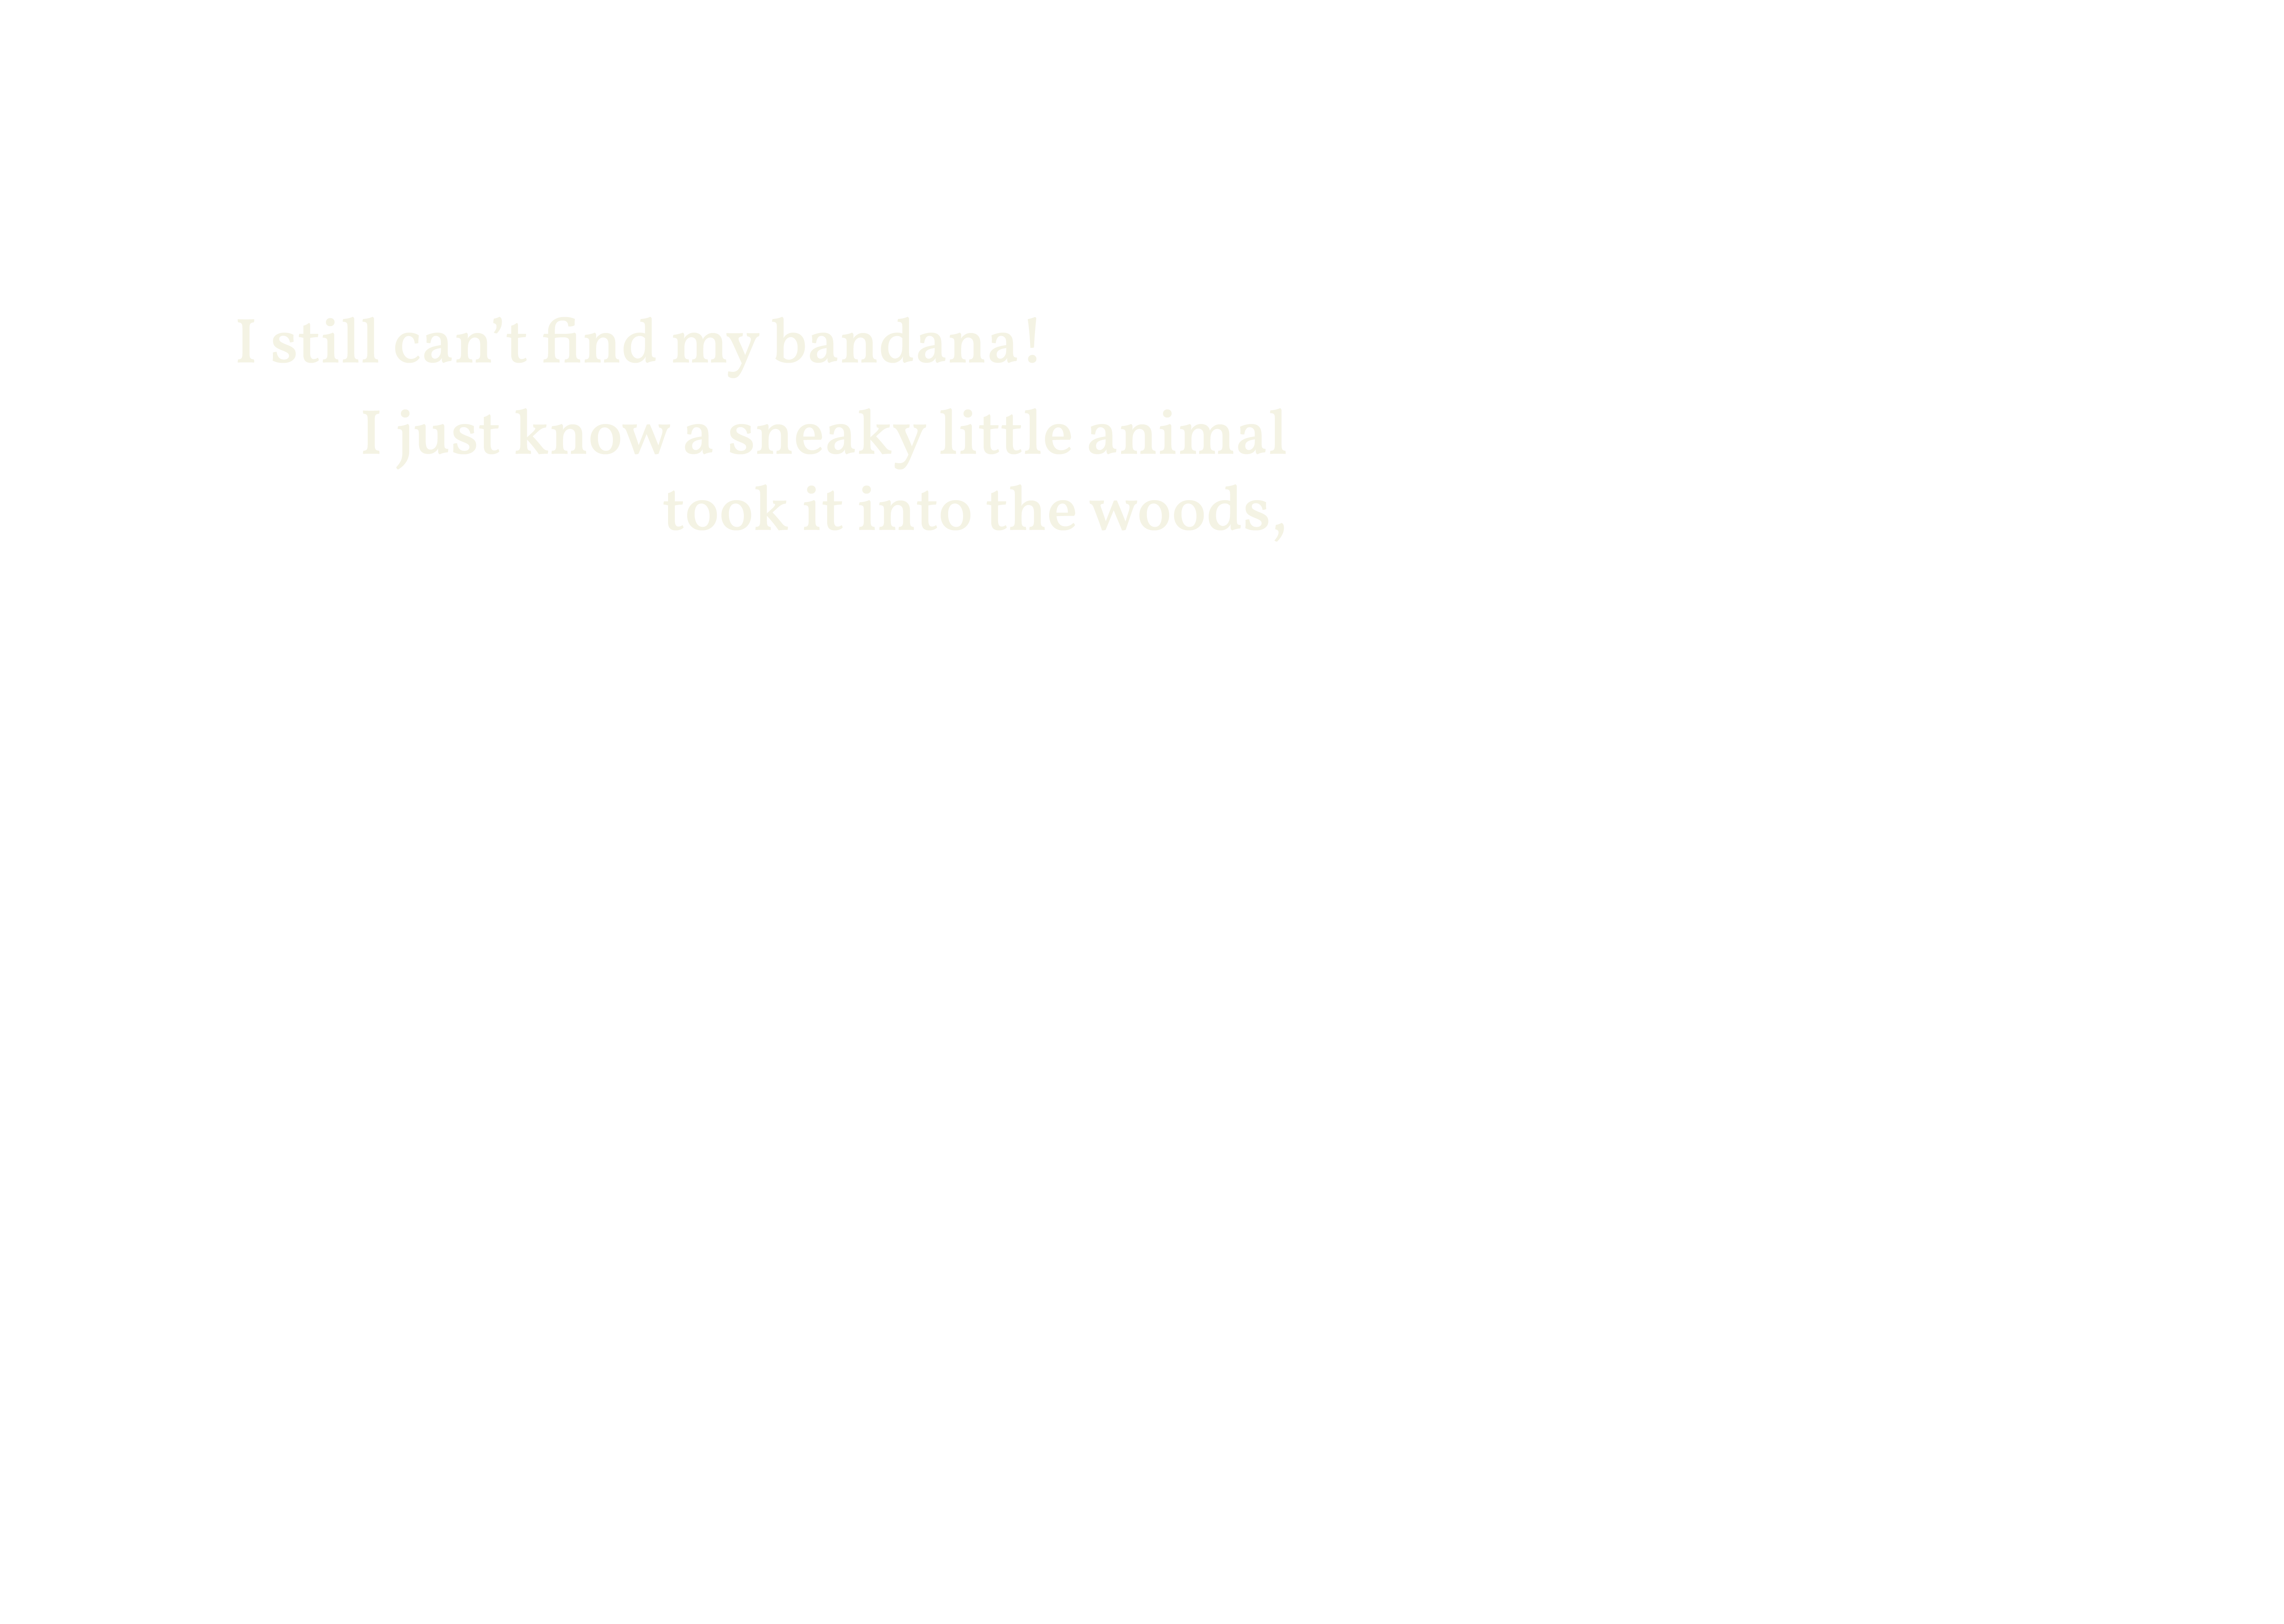 I still can’t find my bandana!
I just know a sneaky little animal
took it into the woods,